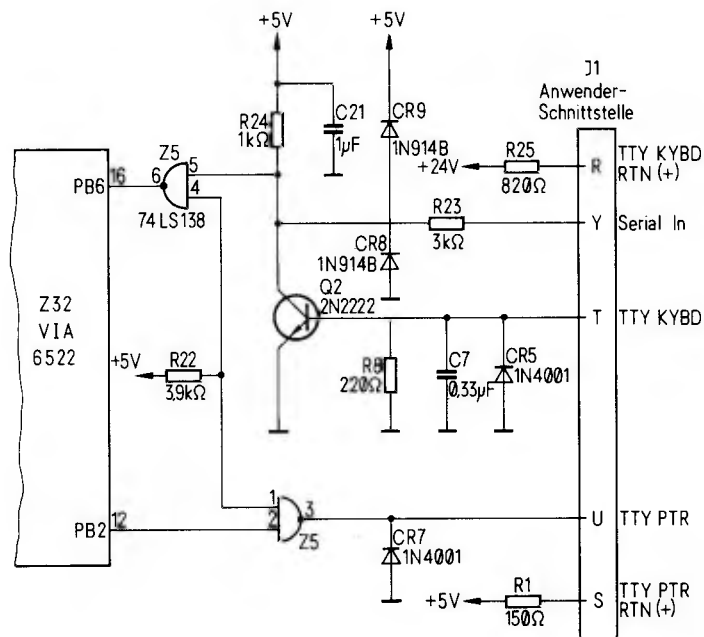 +5V
+5V
J1
Anwender-
Schnittstelle
R24
1kΩ
C21
1µF
CR9
1N914B
+24V
R25
820Ω
R
TTY KYBD
RTN (+)
Z5
6
5
4
74 LS138
16
PB6
R23
3kΩ
Y
Serial In
CR8
1N914B
Q2
2N2222
T
TTY KYBD
Z32
VIA
6522
+5V
R22
3,9kΩ
R8
220Ω
C7
0,33µF
CR5
1N4001
1
2
3
Z5
PB2
12
U
TTY PTR
CR7
1N4001
+5V
R1
150Ω
S
TTY PTR
RTN (+)